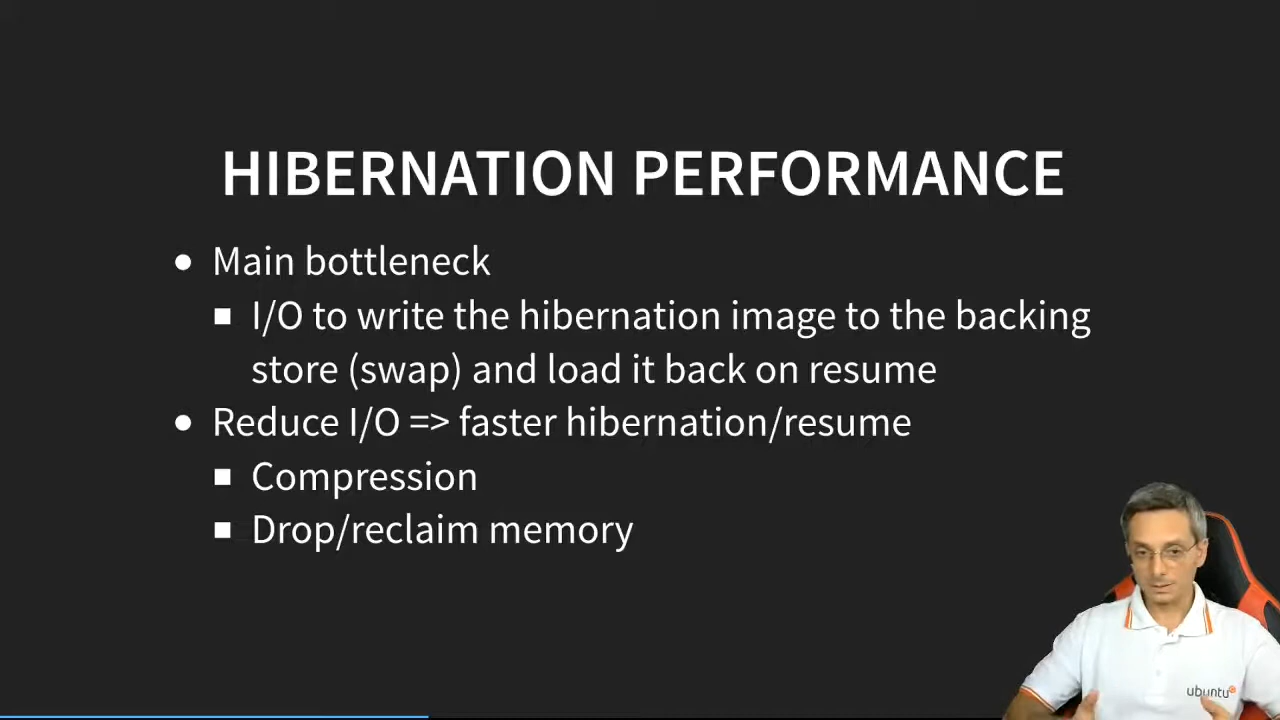 HIBERNATION PERFORMANCE
● Main bottleneck
■ I/O to write the hibernation image to the backing
store (swap) and load it back on resume
● Reduce I/O => faster hibernation/resume
■ Compression
■ Drop/reclaim memory
ubuntu